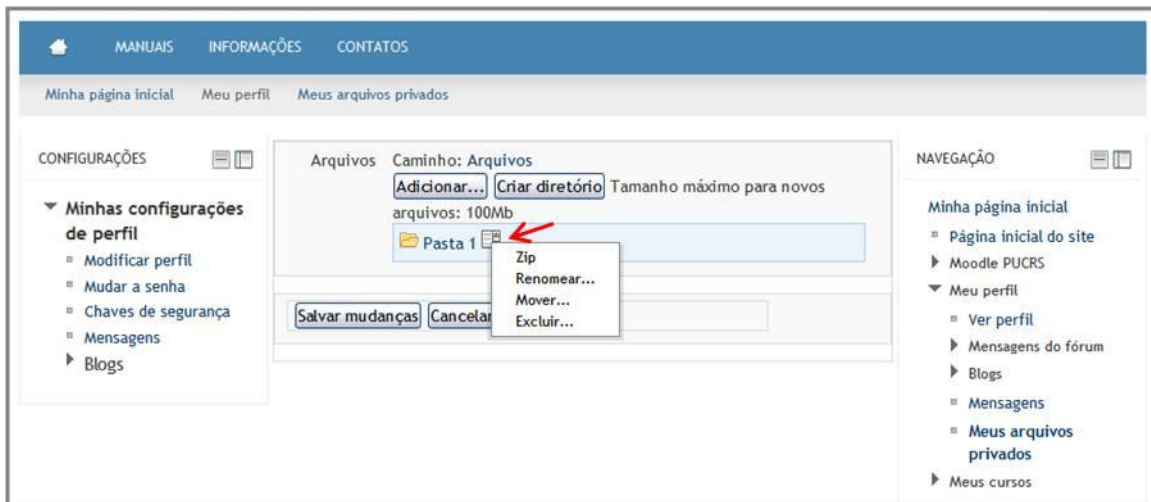 MANUAIS INFORMAÇÕES CONTATOS
Minha página inicial Meu perfil Meus arquivos privados
CONFIGURAÇÕES
Minhas configurações
de perfil
Modificar perfil
Mudar a senha
Chaves de segurança
Mensagens
Blogs
Arquivos Caminho: Arquivos
Adicionar... Criar diretório Tamanho máximo para novos
arquivos: 100Mb
Pasta 1
Zip
Renomear...
Mover...
Excluir...
Salvar mudanças Cancelar
NAVEGAÇÃO
Minha página inicial
Página inicial do site
Moodle PUCRS
Meu perfil
Ver perfil
Mensagens do fórum
Blogs
Mensagens
Meus arquivos
privados
Meus cursos